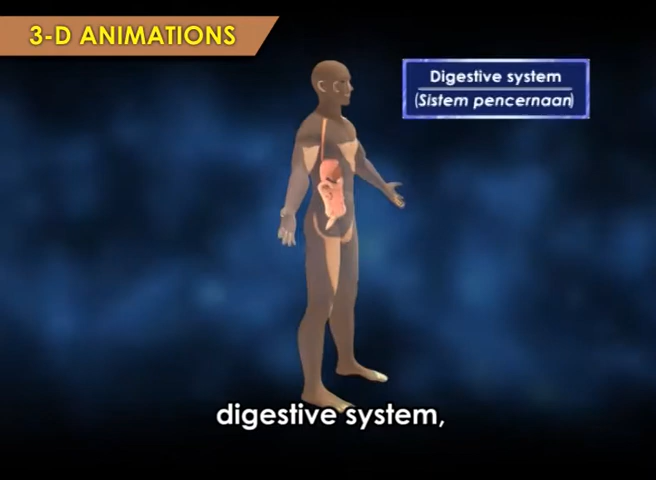 3-D ANIMATIONS
Digestive system
(Sistem pencernaan)
digestive system,